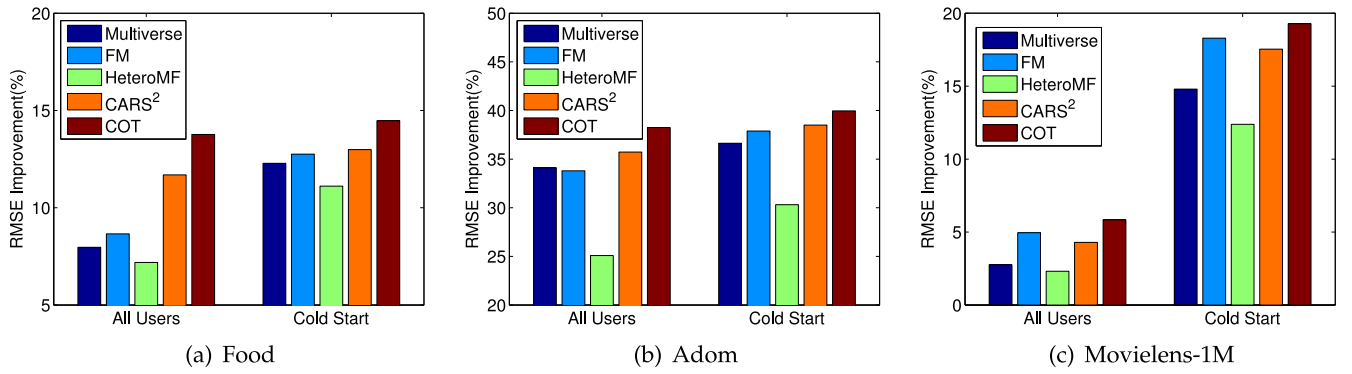 20
15
10
5
RMSE Improvement(%)
Multiverse
FM
HeteroMF
CARS²
COT
All Users
Cold Start
(a) Food
50
45
40
35
30
25
20
RMSE Improvement(%)
Multiverse
FM
HeteroMF
CARS²
COT
All Users
Cold Start
(b) Adom
20
15
10
5
0
RMSE Improvement(%)
Multiverse
FM
HeteroMF
CARS²
COT
All Users
Cold Start
(c) Movielens-1M